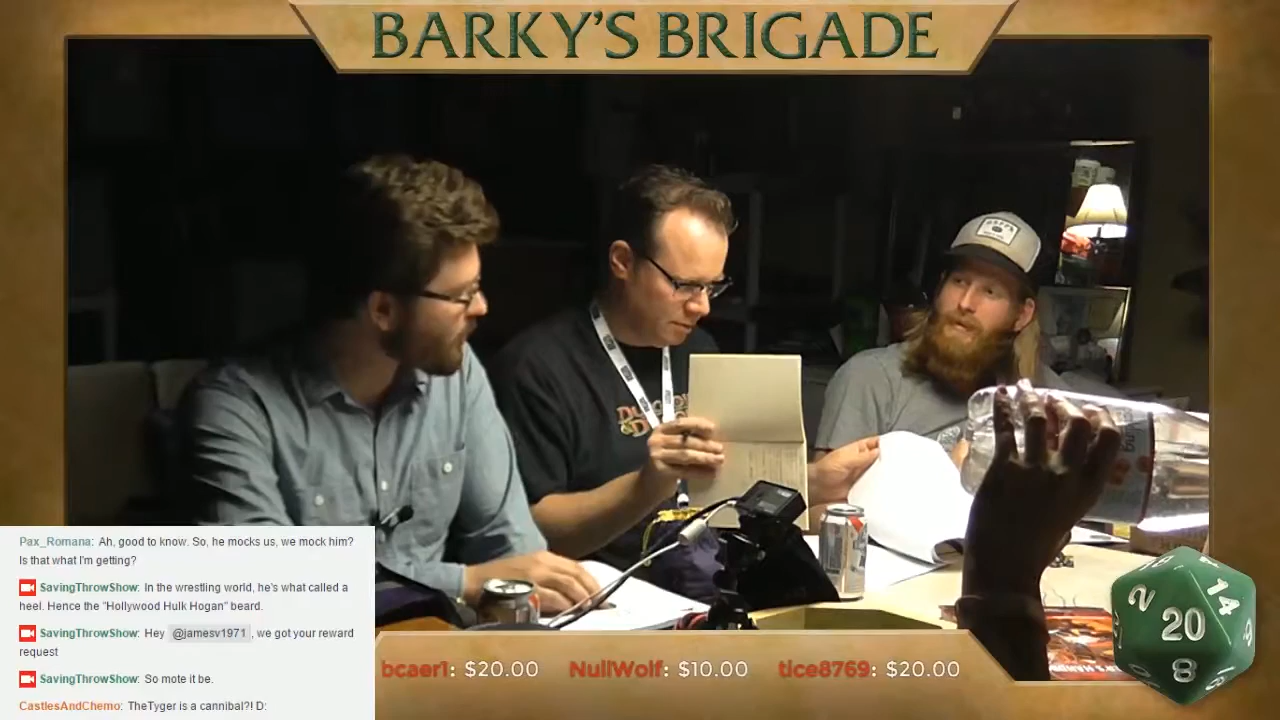 BARKY'S BRIGADE
Pax_Romana: Ah, good to know. So, he mocks us, we mock him?
Is that what I'm getting?
SavingThrowShow: In the wrestling world, he's what called a
heel. Hence the "Hollywood Hulk Hogan" beard.
SavingThrowShow: Hey @jamesv1971 , we got your reward
request
SavingThrowShow: So mote it be.
CastlesAndChemo: TheTyger is a cannibal?! D:
bcaer1: $20.00 NullWolf: $10.00 tice8769: $20.00
2
14
20
8